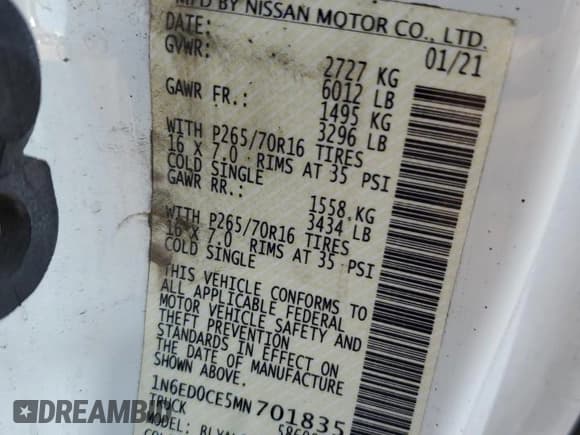 MFD BY NISSAN MOTOR CO., LTD.
DATE: 01/21
GVWR: 2727 KG
6012 LB
GAWR FR.: 1495 KG
3296 LB
WITH P265/70R16 TIRES
16 X 7.0 RIMS AT 35 PSI
COLD SINGLE
GAWR RR.: 1558.KG
3434 LB
WITH P265/70R16 TIRES
16 X 7.0 RIMS AT 35 PSI
COLD SINGLE
THIS VEHICLE CONFORMS TO
ALL APPLICABLE FEDERAL
MOTOR VEHICLE SAFETY AND
THEFT PREVENTION
STANDARDS IN EFFECT ON
THE DATE OF MANUFACTURE
SHOWN ABOVE.
1N6ED0CE5MN701835
TRUCK
MODEL:
DREAMBID